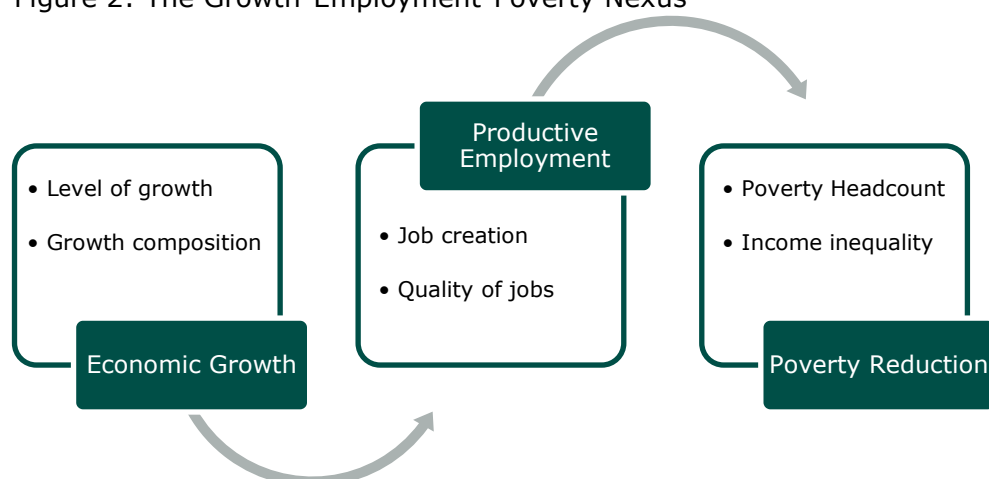 Figure 2: The Growth-Employment-Poverty Nexus
• Level of growth
• Growth composition
Economic Growth
Productive
Employment
• Job creation
• Quality of jobs
• Poverty Headcount
• Income inequality
Poverty Reduction